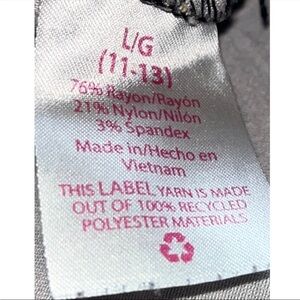 L/G
(11-13)
76% Rayon/Rayón
21% Nylon/Nilón
3% Spandex
Made in/Hecho en
Vietnam
THIS LABEL YARN IS MADE
OUT OF 100% RECYCLED
POLYESTER MATERIALS